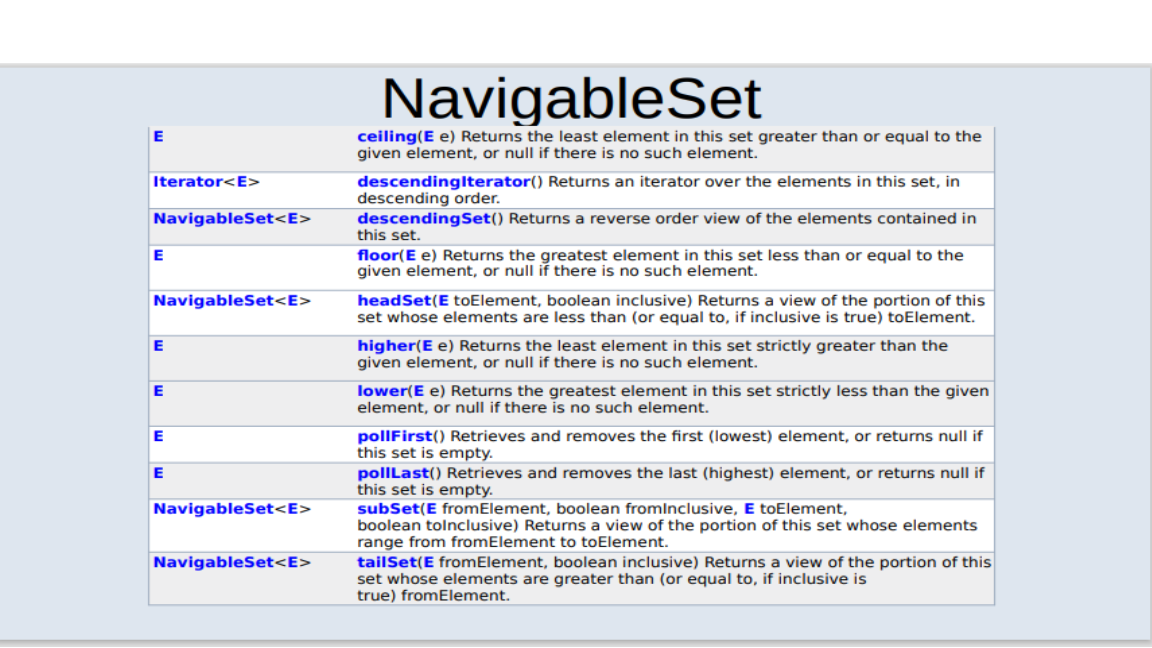 NavigableSet
E ceiling(E e) Returns the least element in this set greater than or equal to the
given element, or null if there is no such element.
Iterator<E> descendingIterator() Returns an iterator over the elements in this set, in
descending order.
NavigableSet<E> descendingSet() Returns a reverse order view of the elements contained in
this set.
E floor(E e) Returns the greatest element in this set less than or equal to the
given element, or null if there is no such element.
NavigableSet<E> headSet(E toElement, boolean inclusive) Returns a view of the portion of this
set whose elements are less than (or equal to, if inclusive is true) toElement.
E higher(E e) Returns the least element in this set strictly greater than the
given element, or null if there is no such element.
E lower(E e) Returns the greatest element in this set strictly less than the given
element, or null if there is no such element.
E pollFirst() Retrieves and removes the first (lowest) element, or returns null if
this set is empty.
E pollLast() Retrieves and removes the last (highest) element, or returns null if
this set is empty.
NavigableSet<E> subSet(E fromElement, boolean fromInclusive, E toElement,
boolean toInclusive) Returns a view of the portion of this set whose elements
range from fromElement to toElement.
NavigableSet<E> tailSet(E fromElement, boolean inclusive) Returns a view of the portion of this
set whose elements are greater than (or equal to, if inclusive is
true) fromElement.